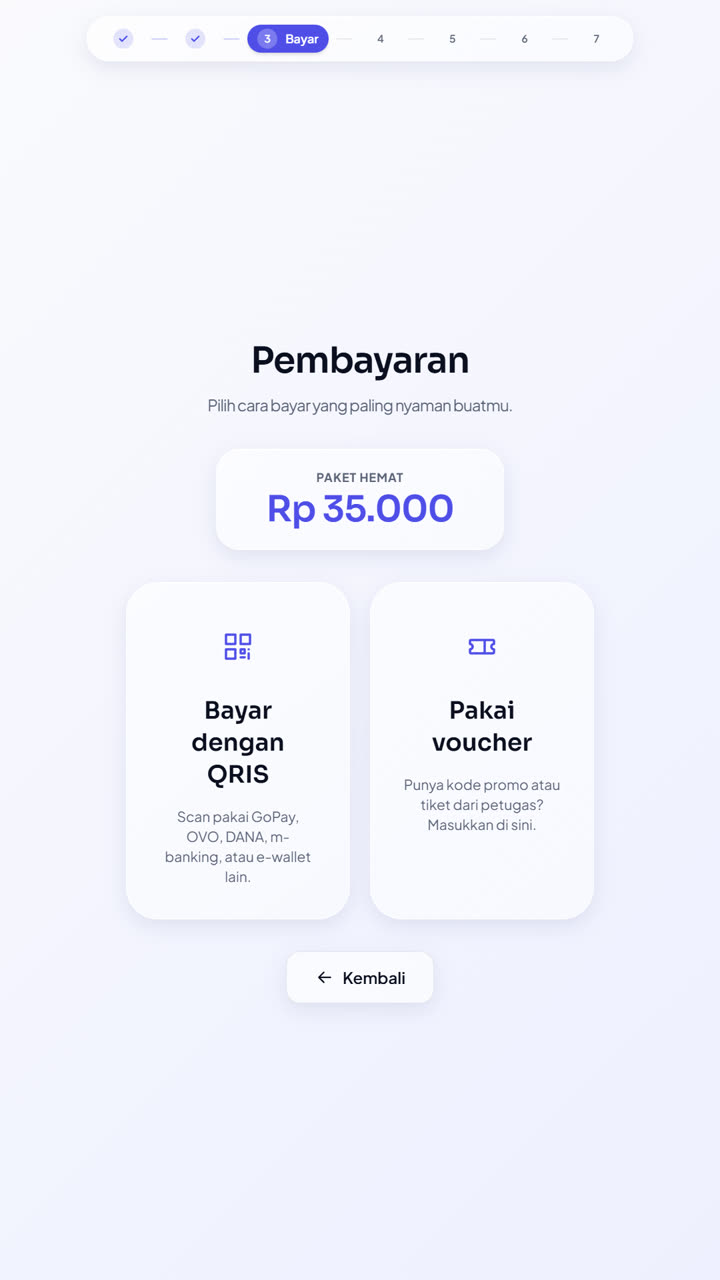 3 Bayar 4 5 6 7
Pembayaran
Pilih cara bayar yang paling nyaman buatmu.
PAKET HEMAT
Rp 35.000
Bayar
dengan
QRIS
Scan pakai GoPay,
OVO, DANA, m-
banking, atau e-wallet
lain.
Pakai
voucher
Punya kode promo atau
tiket dari petugas?
Masukkan di sini.
Kembali